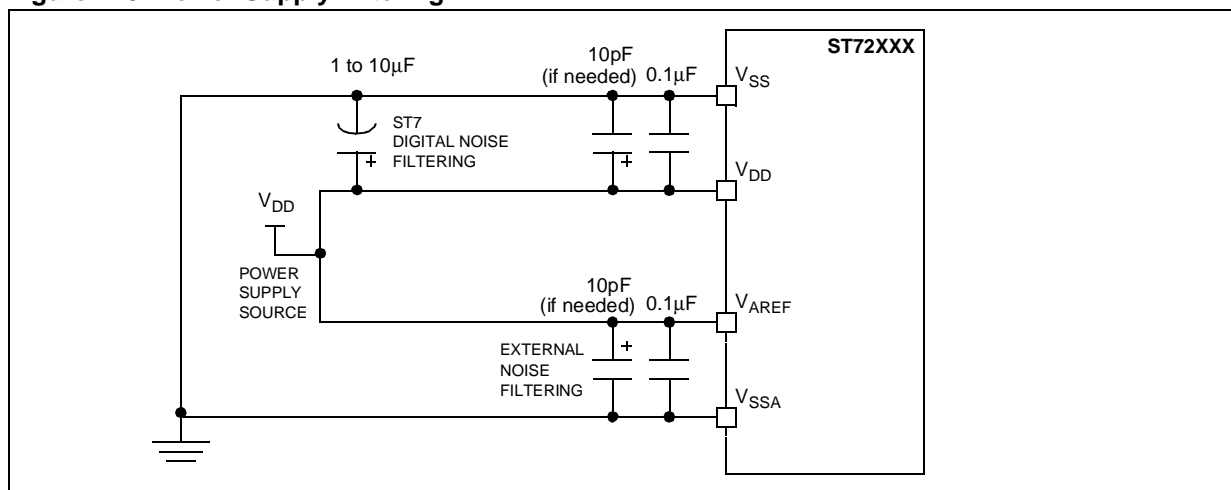 ST72XXX
10pF
(if needed) 0.1μF
1 to 10μF
VSS
ST7
DIGITAL NOISE
FILTERING
+
+
VDD
VDD
POWER
SUPPLY
SOURCE
10pF
(if needed) 0.1μF
VAREF
EXTERNAL
NOISE
FILTERING
+
VSSA